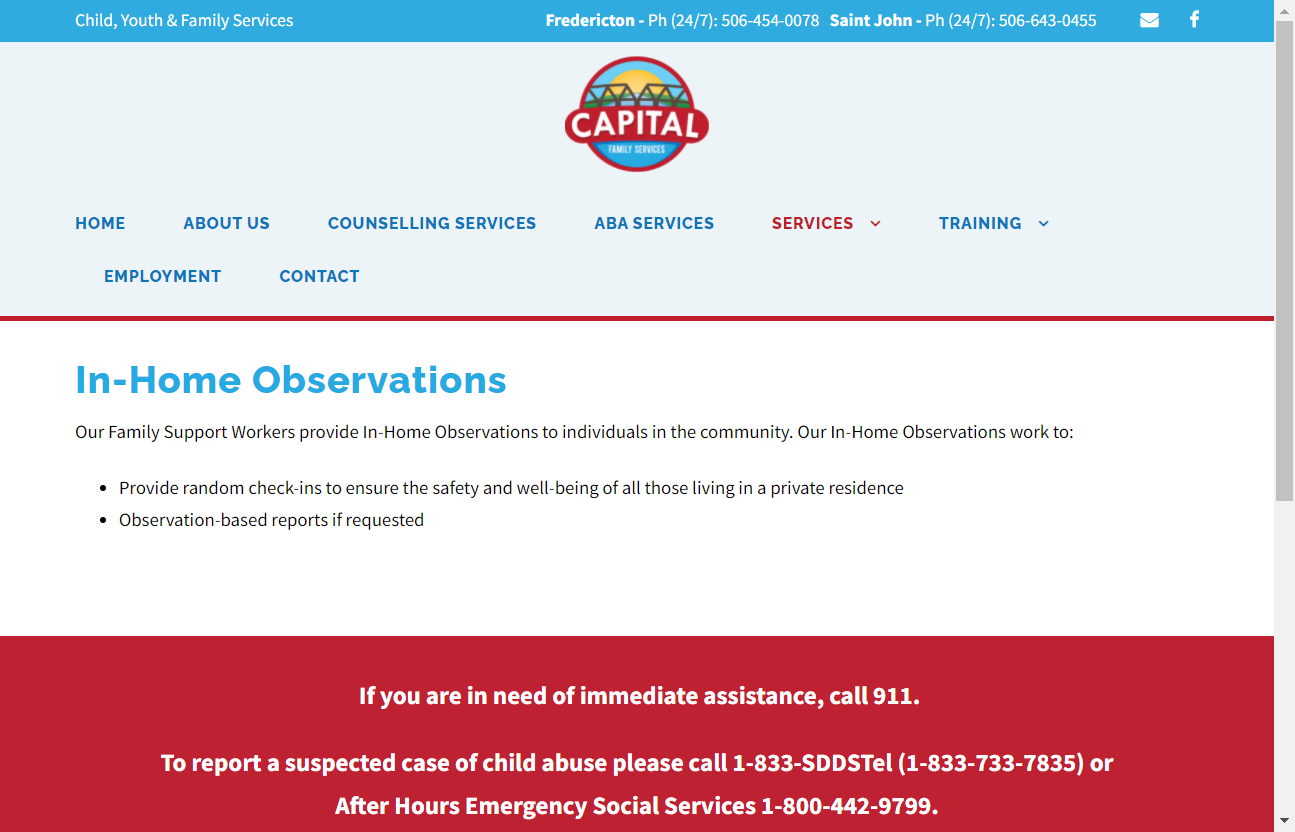 Child, Youth & Family Services
Fredericton - Ph (24/7): 506-454-0078 Saint John - Ph (24/7): 506-643-0455
CAPITAL
FAMILY SERVICES
HOME ABOUT US COUNSELLING SERVICES ABA SERVICES SERVICES TRAINING
EMPLOYMENT CONTACT
In-Home Observations
Our Family Support Workers provide In-Home Observations to individuals in the community. Our In-Home Observations work to:
• Provide random check-ins to ensure the safety and well-being of all those living in a private residence
• Observation-based reports if requested
If you are in need of immediate assistance, call 911.
To report a suspected case of child abuse please call 1-833-SDDSTel (1-833-733-7835) or
After Hours Emergency Social Services 1-800-442-9799.